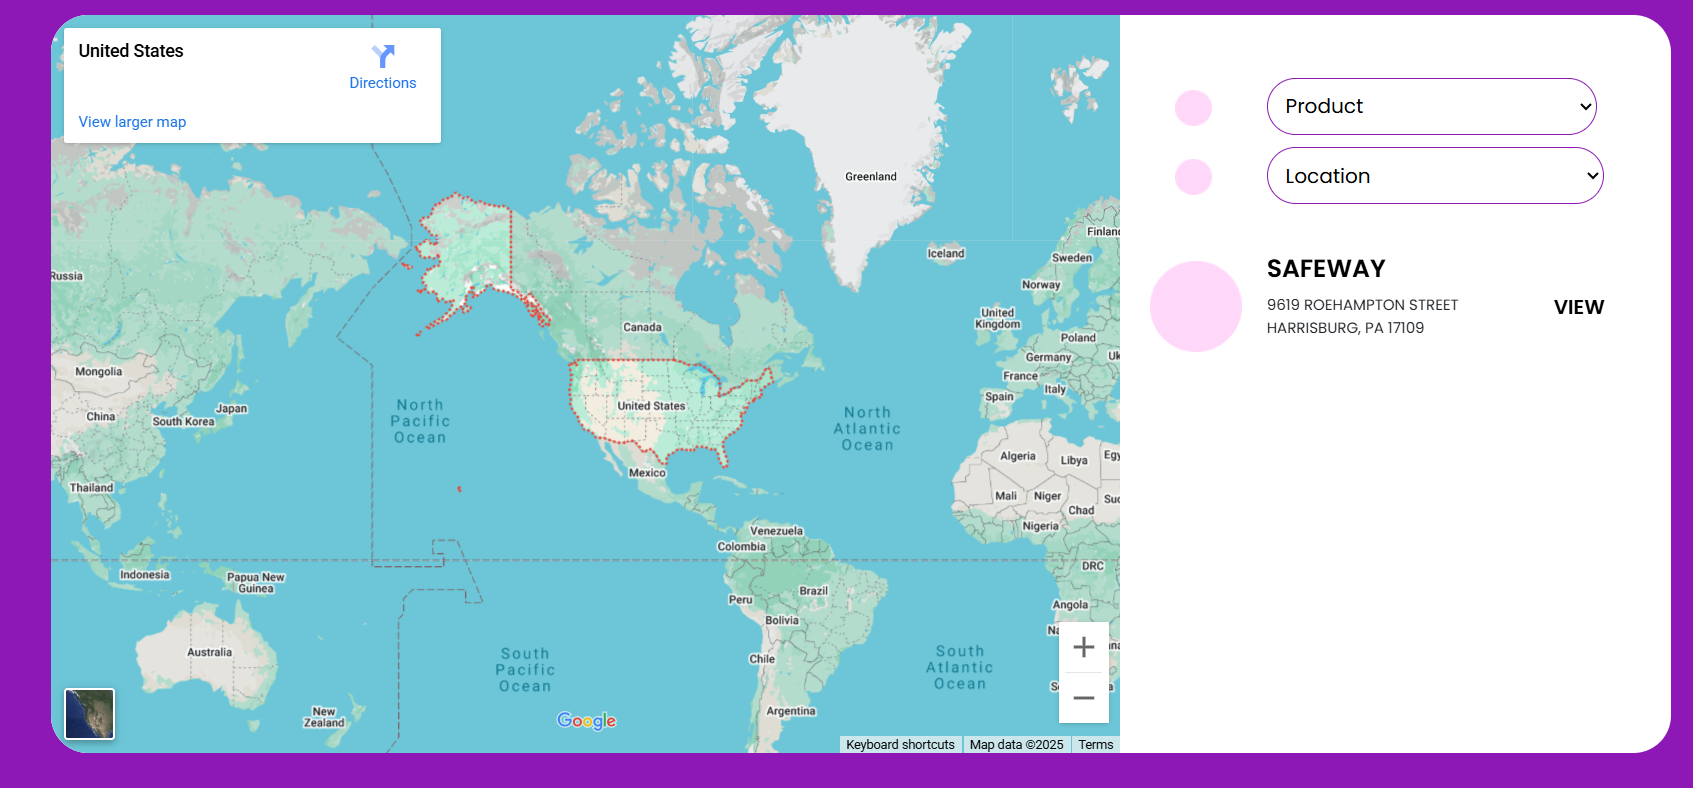 United States
Directions
View larger map
Product
Location
SAFEWAY
9619 ROEHAMPTON STREET
HARRISBURG, PA 17109
VIEW
Greenland
Iceland
Finland
Sweden
Norway
Russia
United
Kingdom
Canada
Poland
Germany
Uk
France
Italy
Spain
Mongolia
China
Japan
South Korea
United States
North
Pacific
Ocean
North
Atlantic
Ocean
Algeria
Libya
Egy
Mexico
Thailand
Mali
Niger
Chad
Suc
Nigeria
Venezuela
Colombia
DRC
Indonesia
Papua New
Guinea
Brazil
Peru
Angola
Bolivia
Na
Australia
South
Pacific
Ocean
Chile
South
Atlantic
Ocean
New
Zealand
Argentina
Google
Keyboard shortcuts
Map data ©2025
Terms